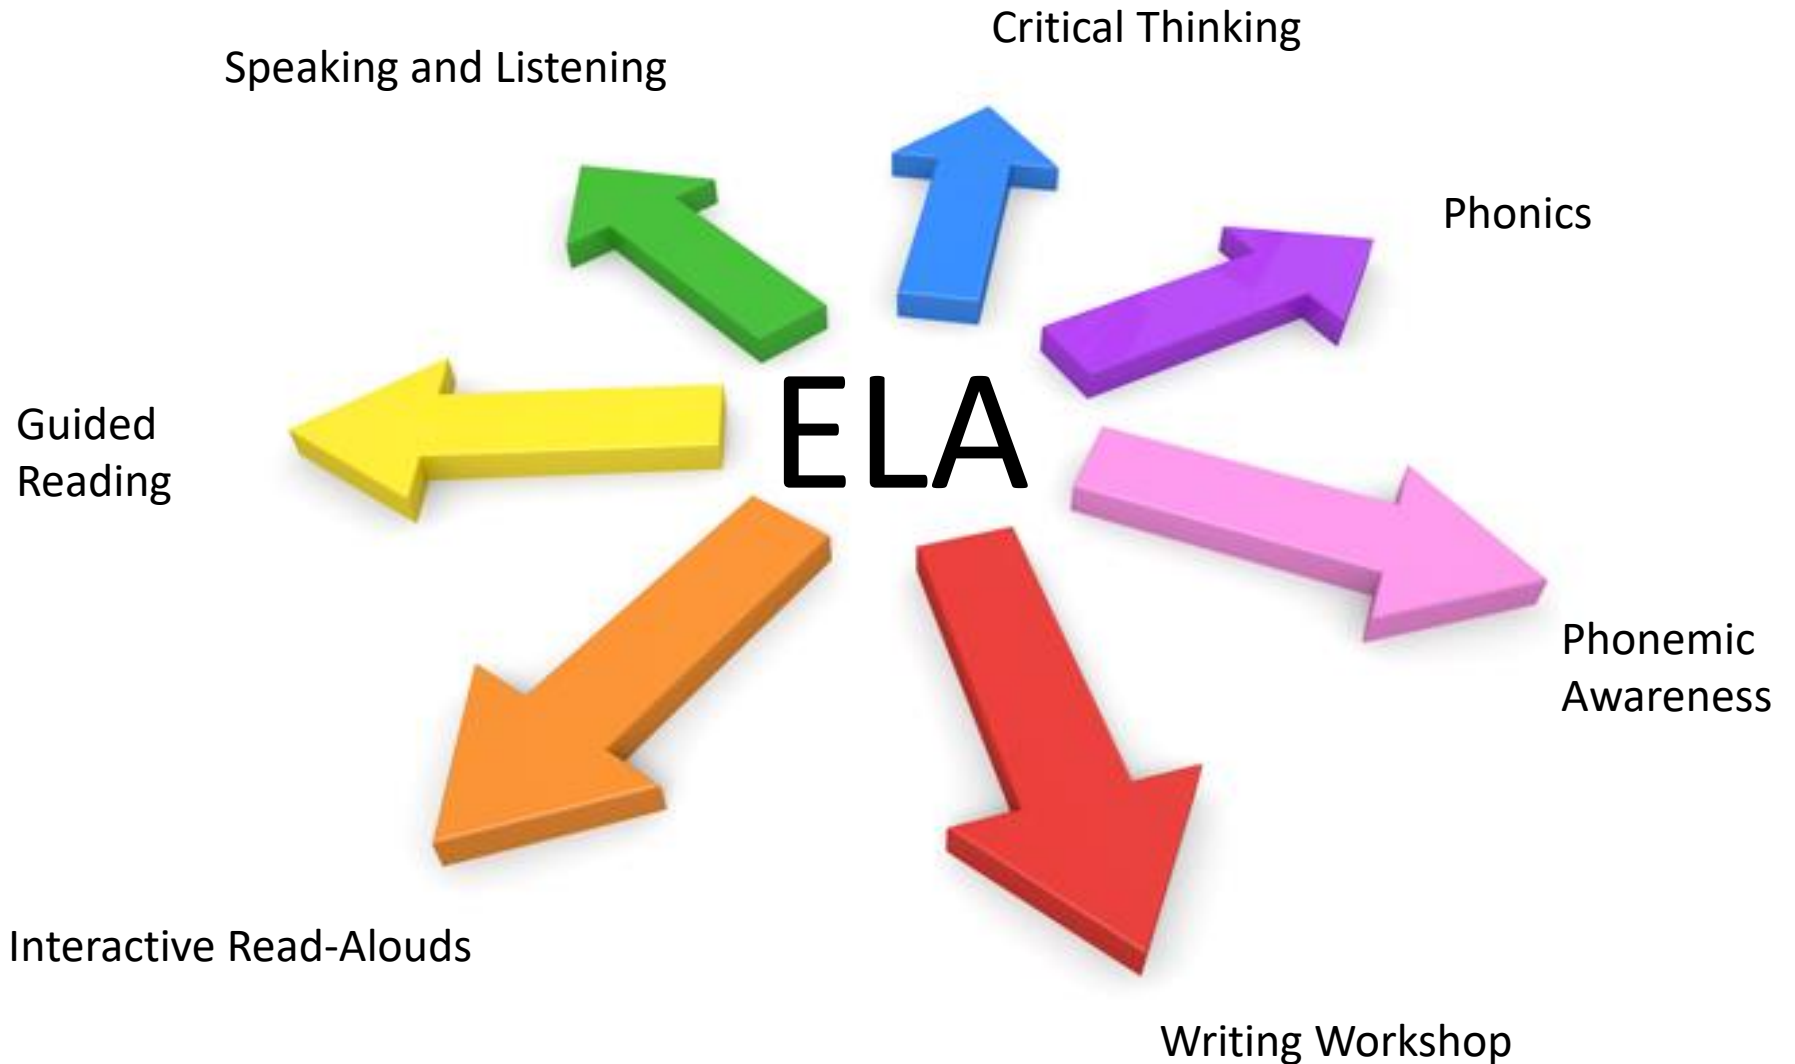 Critical Thinking
Speaking and Listening
Phonics
ELA
Guided
Reading
Phonemic
Awareness
Interactive Read-Alouds
Writing Workshop